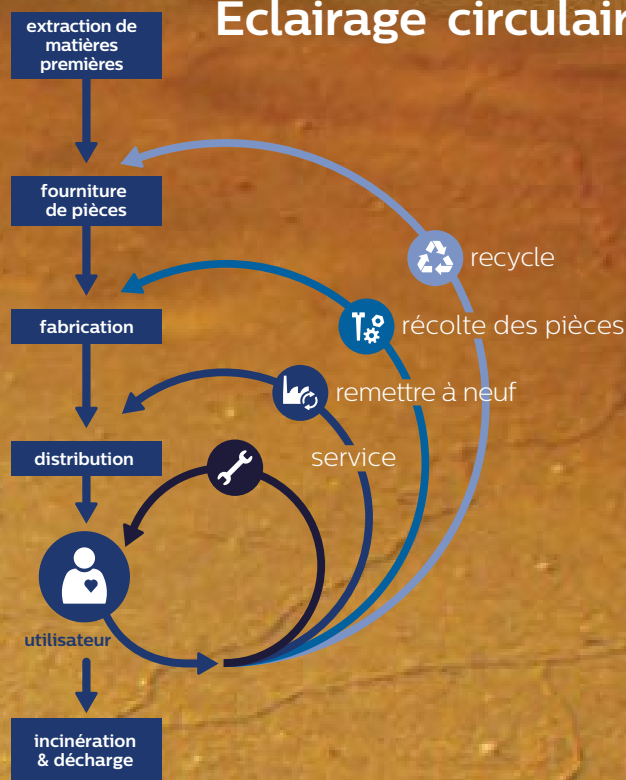 Eclairage circulair
extraction de
matières
premières
fourniture
de pièces
recycle
fabrication
récolte des pièces
remettre à neuf
distribution
service
utilisateur
incinération
& décharge